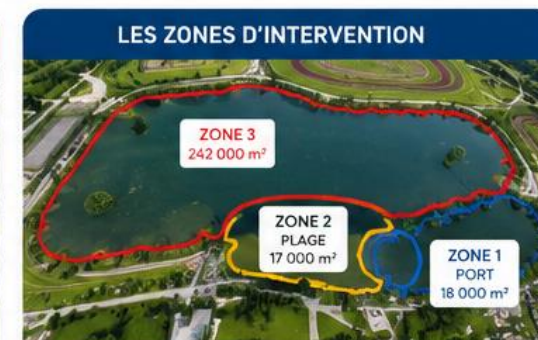 LES ZONES D'INTERVENTION
ZONE 3
242 000 m²
ZONE 2
PLAGE
17 000 m²
ZONE 1
PORT
18 000 m²